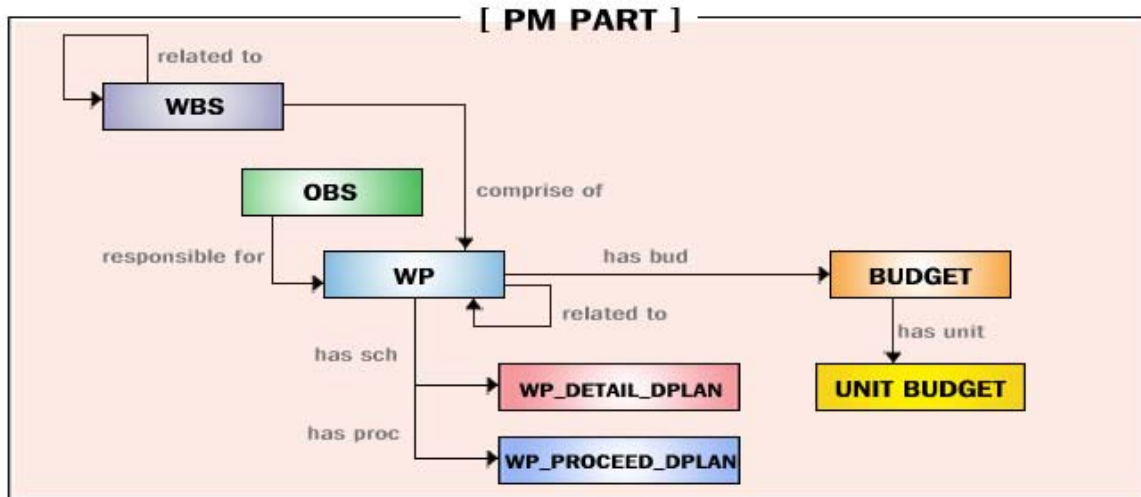 [ PM PART ]
related to
WBS
OBS
comprise of
responsible for
WP
has bud
BUDGET
related to
has unit
has sch
WP_DETAIL_DPLAN
UNIT BUDGET
has proc
WP_PROCEED_DPLAN